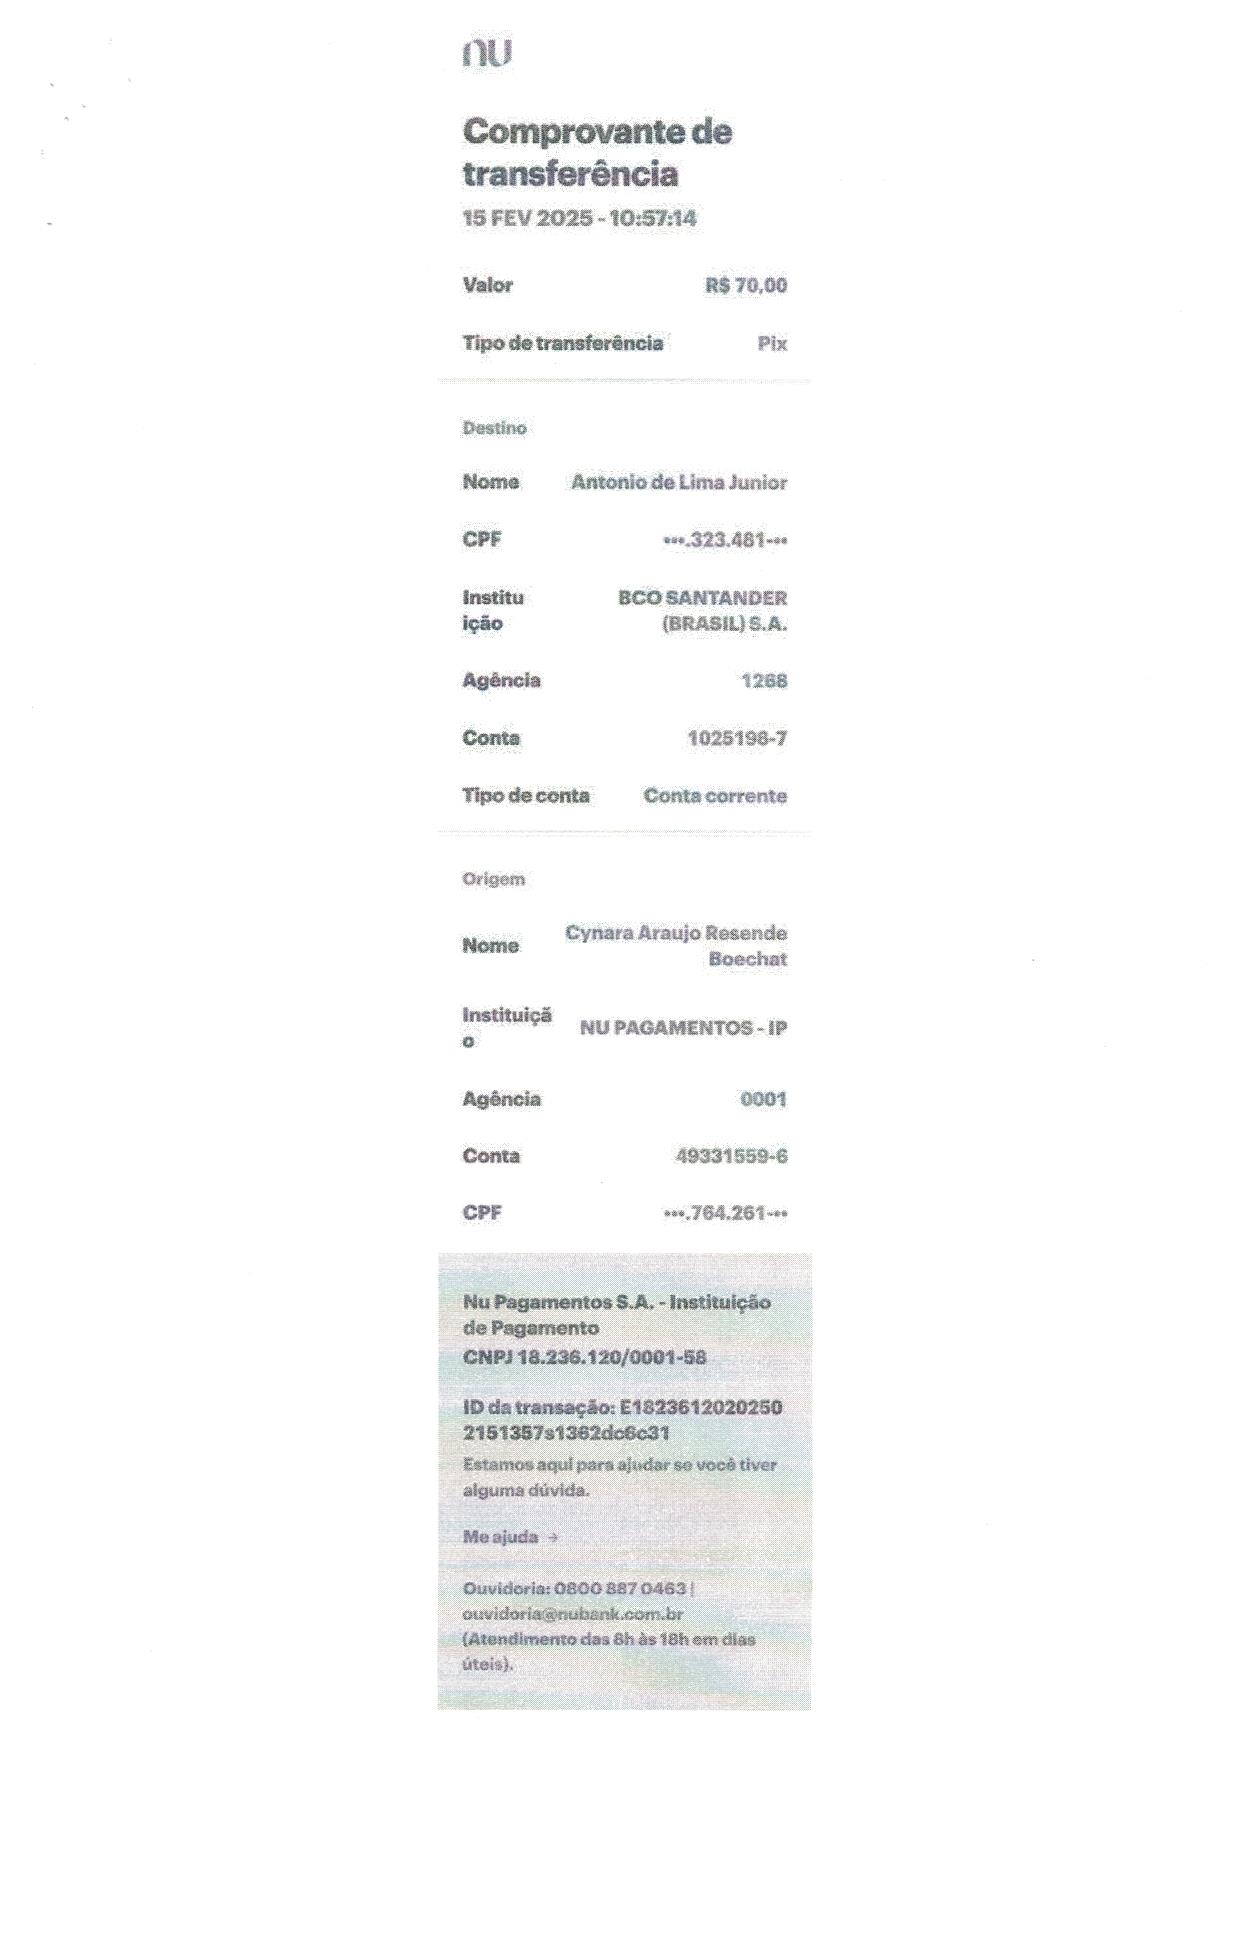 nu
Comprovante de
transferência
15 FEV 2025 - 10:57:14
Valor R$ 70,00
Tipo de transferência Pix
Destino
Nome Antonio de Lima Junior
CPF •••.323.481-••
Institu BCO SANTANDER
ição (BRASIL) S.A.
Agência 1268
Conta 1025198-7
Tipo de conta Conta corrente
Origem
Nome Cynara Araujo Resende
Boechat
Instituiçã NU PAGAMENTOS - IP
o
Agência 0001
Conta 49331559-6
CPF •••.764.261-••
Nu Pagamentos S.A. - Instituição
de Pagamento
CNPJ 18.236.120/0001-58
ID da transação: E1823612020250
2151357s1362dc6c31
Estamos aqui para ajudar se você tiver
alguma dúvida.
Me ajuda →
Ouvidoria: 0800 887 0463 |
ouvidoria@nubank.com.br
(Atendimento das 8h às 18h em dias
úteis).